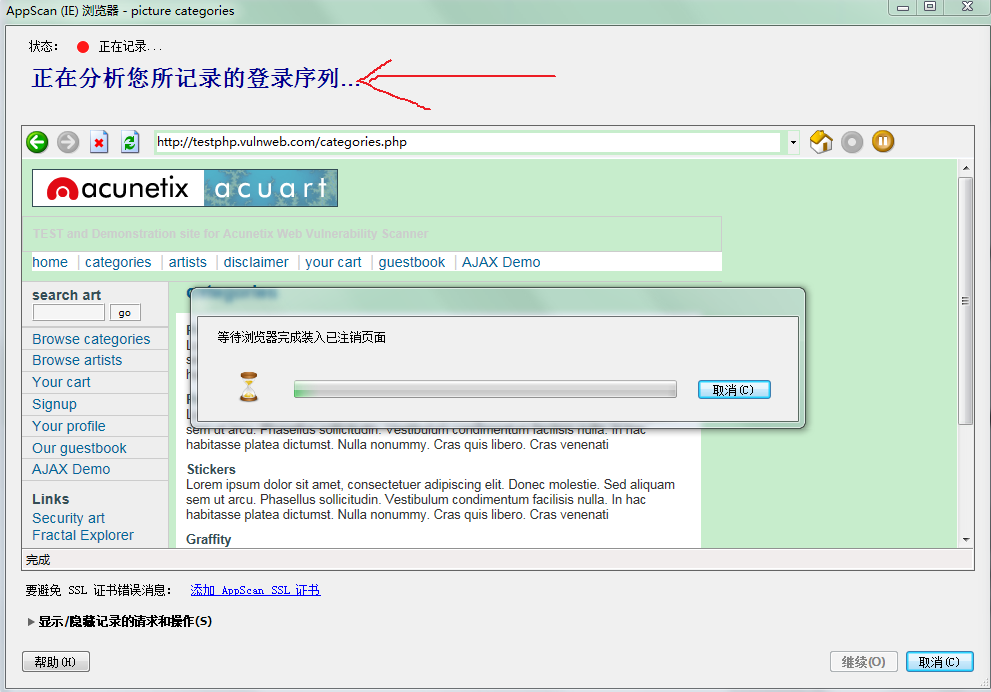 AppScan (IE) 浏览器 - picture categories
状态： 正在记录...
正在分析您所记录的登录序列...
http://testphp.vulnweb.com/categories.php
acunetix acuart
TEST and Demonstration site for Acunetix Web Vulnerability Scanner
home | categories | artists | disclaimer | your cart | guestbook | AJAX Demo
search art
go
Browse categories
Browse artists
Your cart
Signup
Your profile
Our guestbook
AJAX Demo
Links
Security art
Fractal Explorer
categories
等待浏览器完成装入已注销页面
取消(C)
sem ut arcu. Phasellus sollicitudin. Vestibulum condimentum facilisis nulla. In hac
habitasse platea dictumst. Nulla nonummy. Cras quis libero. Cras venenati
Stickers
Lorem ipsum dolor sit amet, consectetuer adipiscing elit. Donec molestie. Sed aliquam
sem ut arcu. Phasellus sollicitudin. Vestibulum condimentum facilisis nulla. In hac
habitasse platea dictumst. Nulla nonummy. Cras quis libero. Cras venenati
Graffity
完成
要避免 SSL 证书错误消息： 添加 AppScan SSL 证书
显示/隐藏记录的请求和操作(S)
帮助(H) 继续(O) 取消(C)